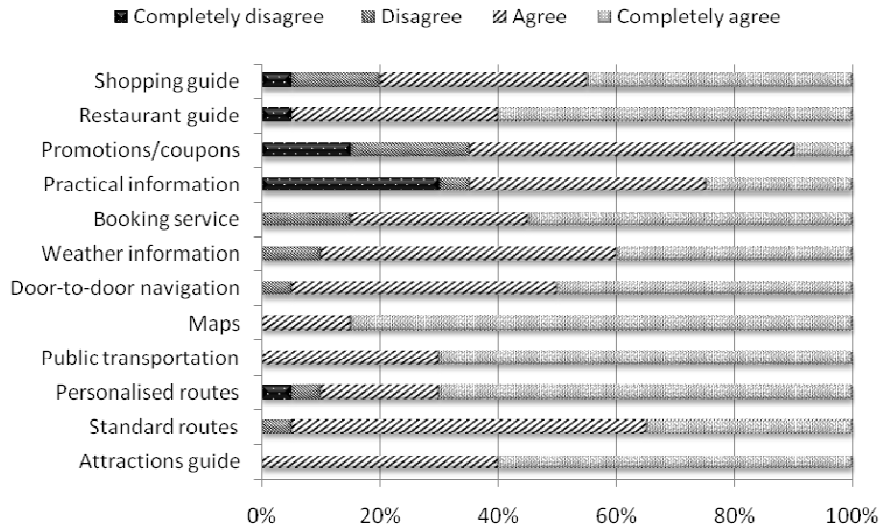 Completely disagree Disagree Agree Completely agree
Shopping guide
Restaurant guide
Promotions/coupons
Practical information
Booking service
Weather information
Door-to-door navigation
Maps
Public transportation
Personalised routes
Standard routes
Attractions guide
0% 20% 40% 60% 80% 100%